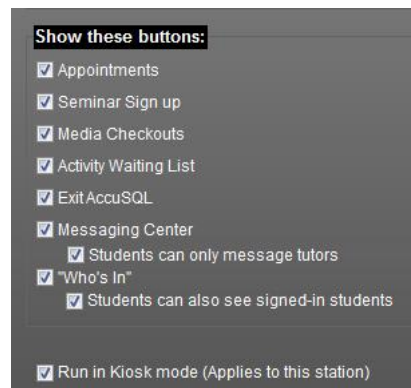 Show these buttons:
Appointments
Seminar Sign up
Media Checkouts
Activity Waiting List
Exit AccuSQL
Messaging Center
Students can only message tutors
"Who's In"
Students can also see signed-in students
Run in Kiosk mode (Applies to this station)